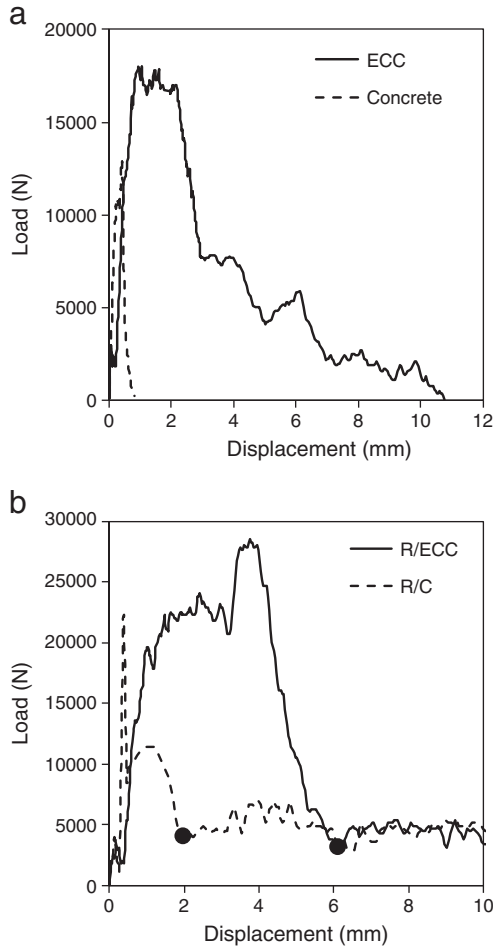 a
20000
15000
10000
5000
0
Load (N)
ECC
Concrete
0 2 4 6 8 10 12
Displacement (mm)
b
30000
25000
20000
15000
10000
5000
0
Load (N)
R/ECC
R/C
0 2 4 6 8 10
Displacement (mm)